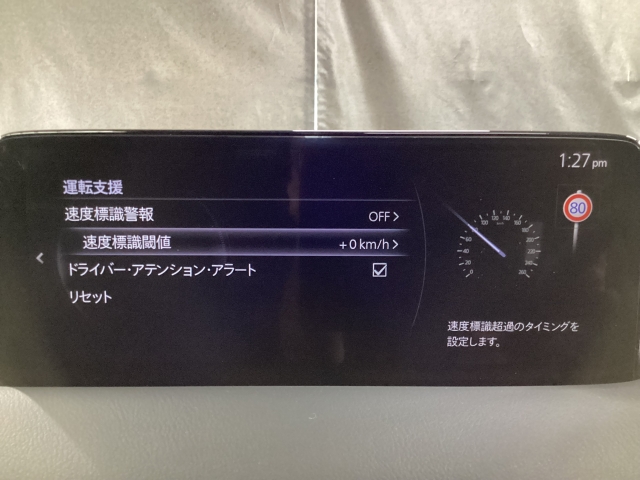 1:27 pm
運転支援
速度標識警報 OFF >
速度標識閾値 +0 km/h >
ドライバー・アテンション・アラート
リセット
80
速度標識超過のタイミングを
設定します。